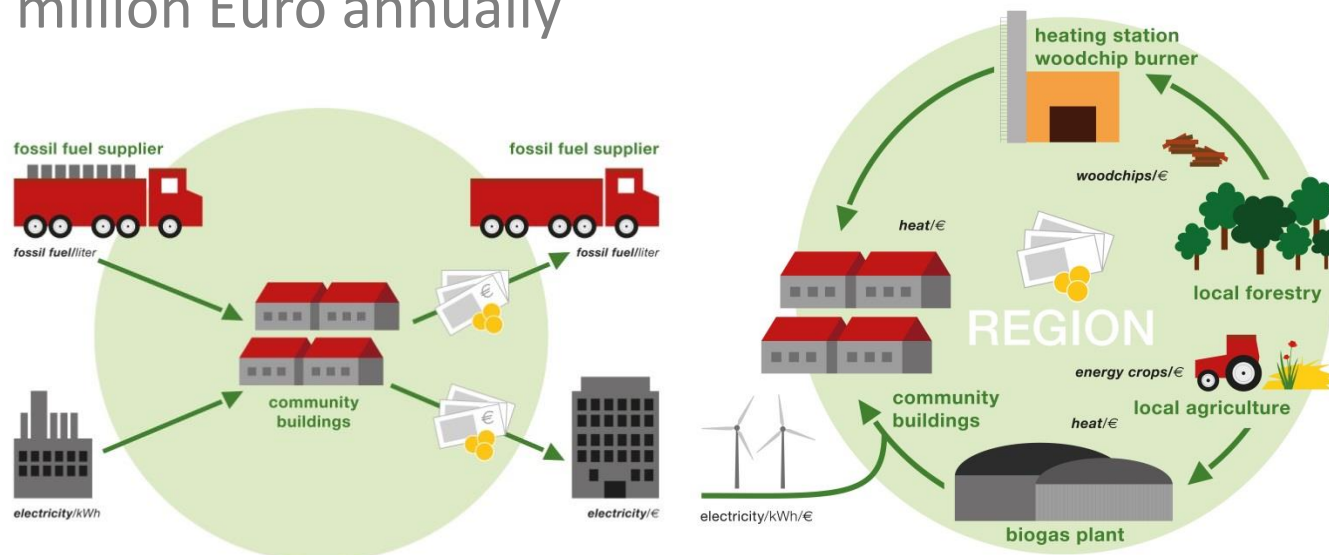 million Euro annually
fossil fuel supplier
fossil fuel supplier
fossil fuel/liter
fossil fuel/liter
€
community
buildings
€
electricity/kWh
electricity/€
heating station
woodchip burner
woodchips/€
heat/€
local forestry
REGION
energy crops/€
local agriculture
community
buildings
heat/€
electricity/kWh/€
biogas plant